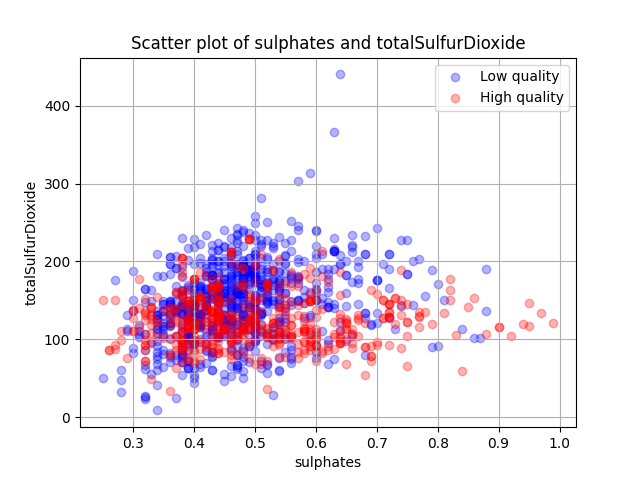 Scatter plot of sulphates and totalSulfurDioxide
Low quality
High quality
400
300
200
100
0
totalSulfurDioxide
0.3 0.4 0.5 0.6 0.7 0.8 0.9 1.0
sulphates